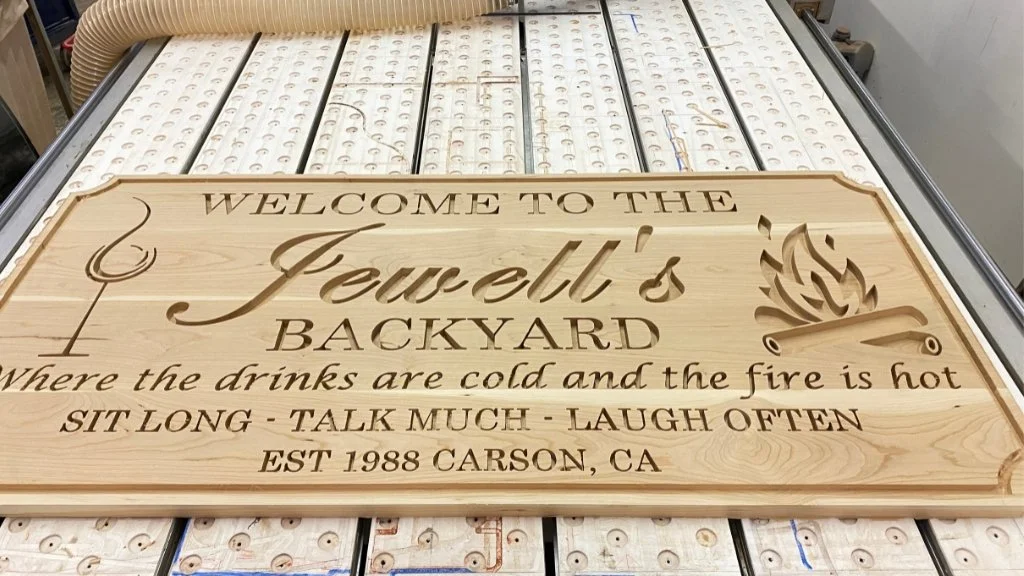 WELCOME TO THE
Jewell's
BACKYARD
Where the drinks are cold and the fire is hot
SIT LONG - TALK MUCH - LAUGH OFTEN
EST 1988 CARSON, CA